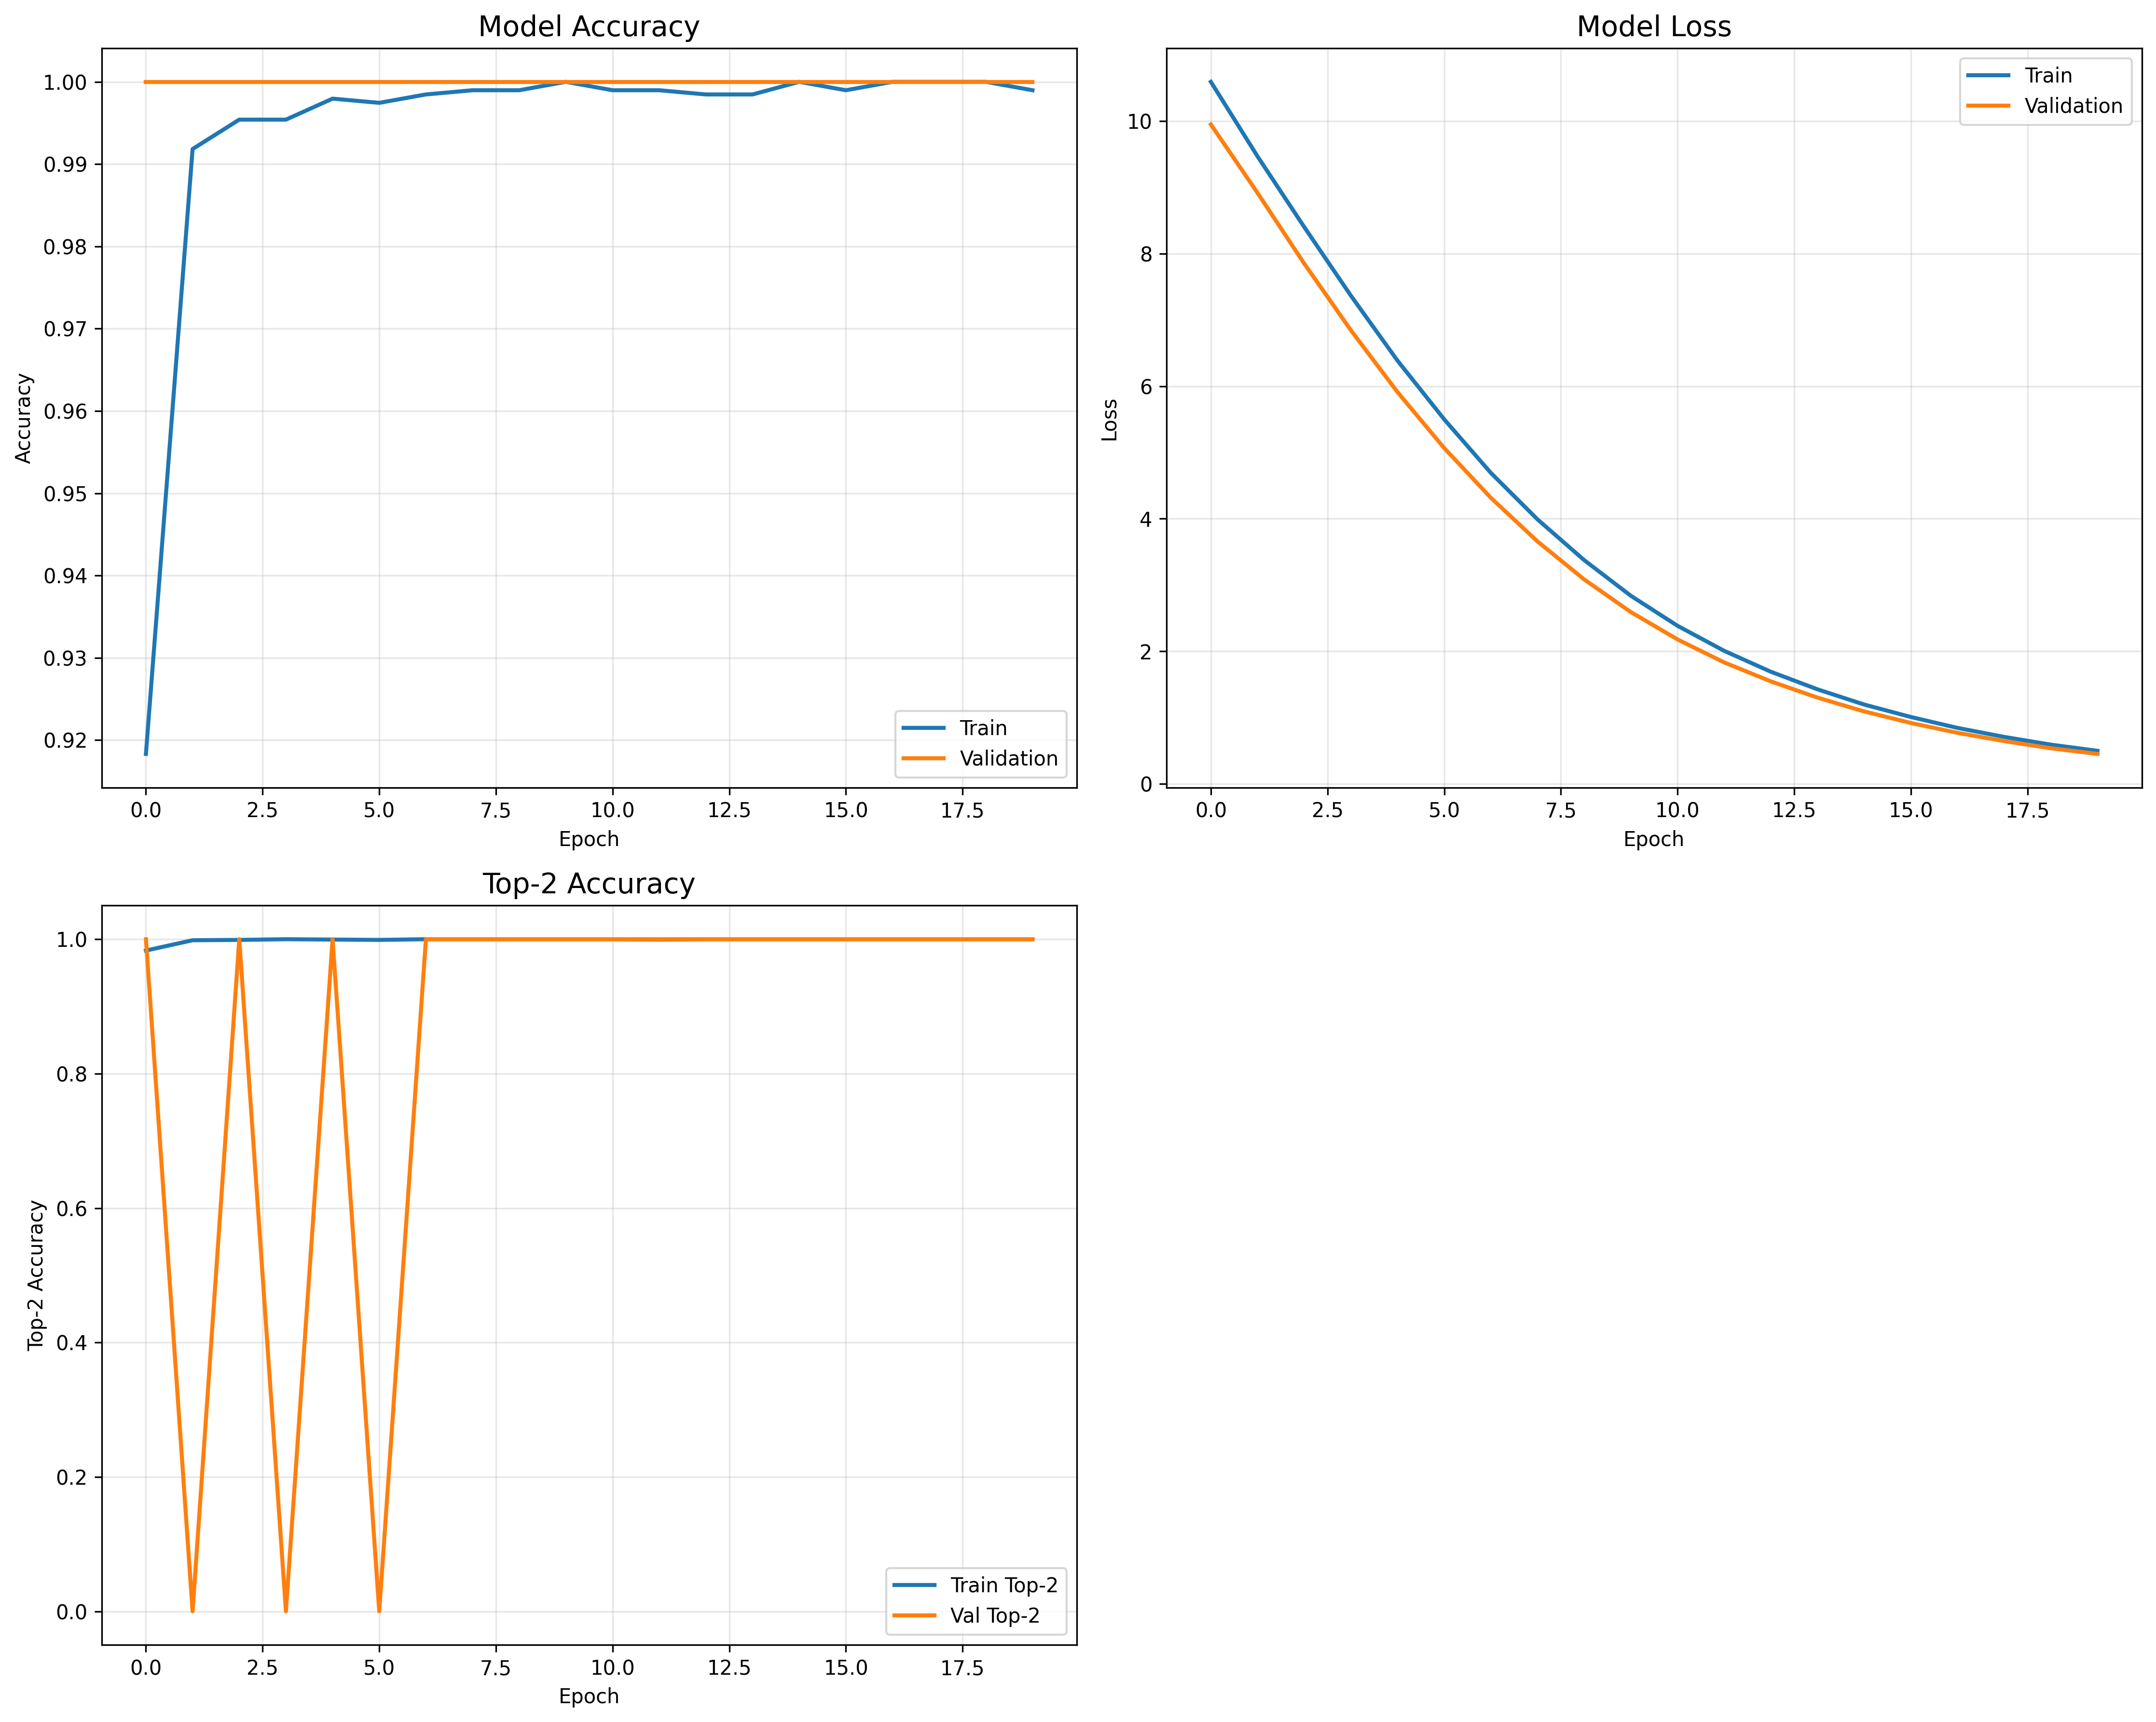 Model Accuracy
Accuracy
1.00
0.99
0.98
0.97
0.96
0.95
0.94
0.93
0.92
Train
Validation
0.0 2.5 5.0 7.5 10.0 12.5 15.0 17.5
Epoch
Model Loss
Loss
10
8
6
4
2
0
Train
Validation
0.0 2.5 5.0 7.5 10.0 12.5 15.0 17.5
Epoch
Top-2 Accuracy
Top-2 Accuracy
1.0
0.8
0.6
0.4
0.2
0.0
Train Top-2
Val Top-2
0.0 2.5 5.0 7.5 10.0 12.5 15.0 17.5
Epoch